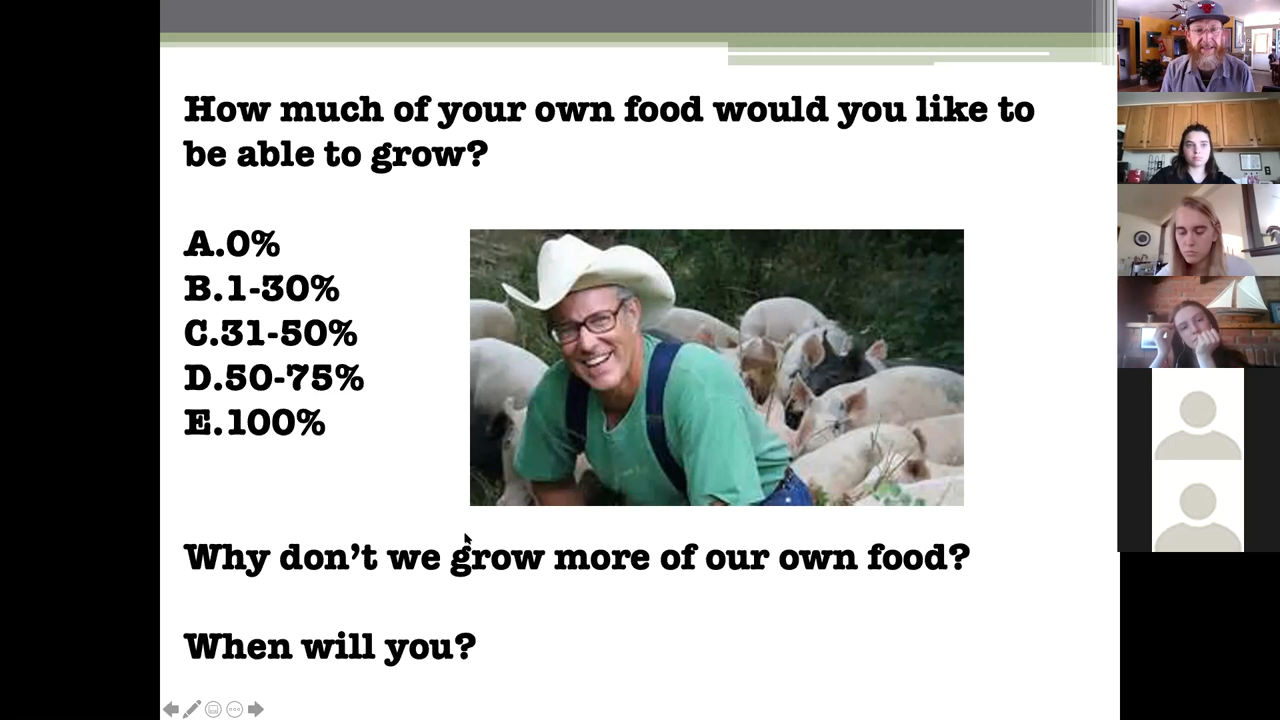 How much of your own food would you like to
be able to grow?
A.0%
B.1-30%
C.31-50%
D.50-75%
E.100%
Why don’t we grow more of our own food?
When will you?